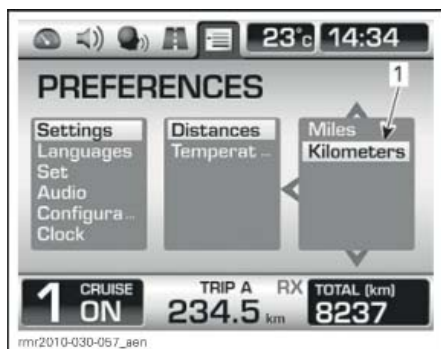 23°c 14:34
PREFERENCES
1
Settings
Languages
Set
Audio
Configura...
Clock
Distances
Temperat...
Miles
Kilometers
1 CRUISE ON
TRIP A
234.5 km
RX
TOTAL (km)
8237
rmr2010-030-057_aen